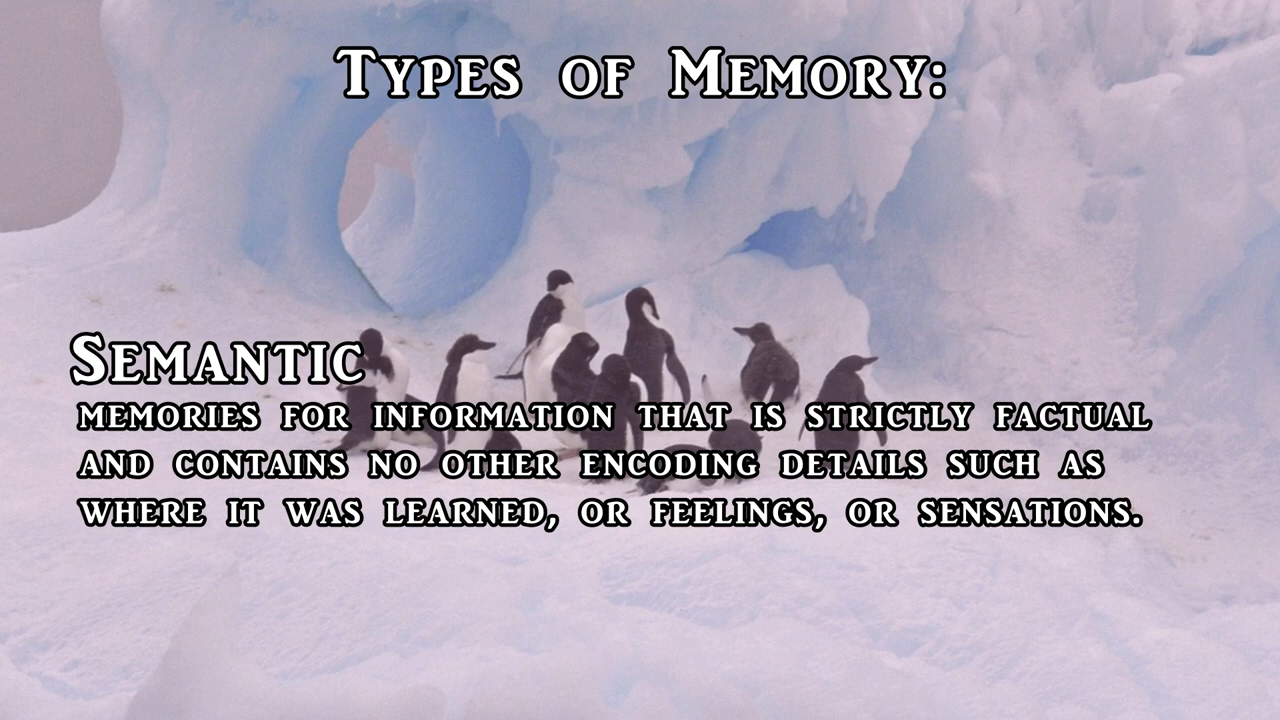 Types of Memory:
Semantic
memories for information that is strictly factual
and contains no other encoding details such as
where it was learned, or feelings, or sensations.